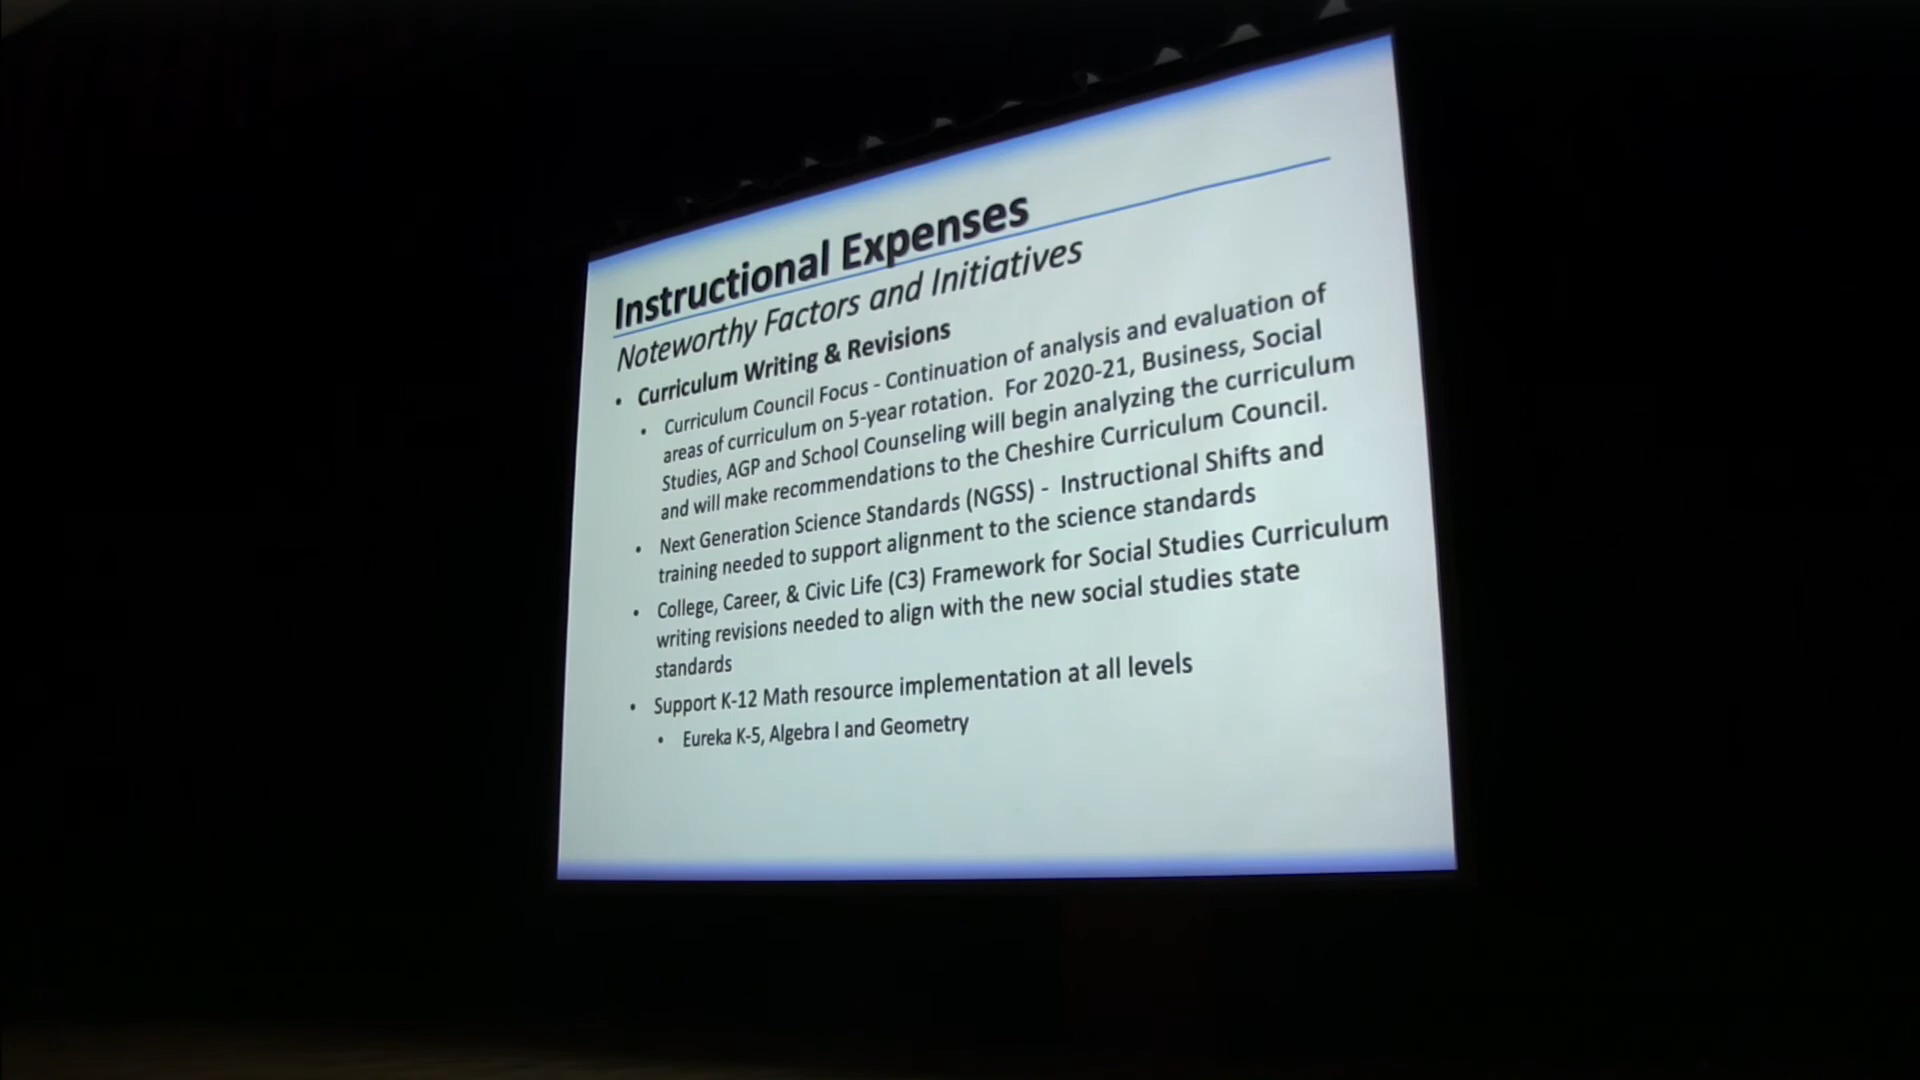 Instructional Expenses
Noteworthy Factors and Initiatives
• Curriculum Writing & Revisions
• Curriculum Council Focus - Continuation of analysis and evaluation of
areas of curriculum on 5-year rotation. For 2020-21, Business, Social
Studies, AGP and School Counseling will begin analyzing the curriculum
and will make recommendations to the Cheshire Curriculum Council.
• Next Generation Science Standards (NGSS) - Instructional Shifts and
training needed to support alignment to the science standards
• College, Career, & Civic Life (C3) Framework for Social Studies Curriculum
writing revisions needed to align with the new social studies state
standards
• Support K-12 Math resource implementation at all levels
• Eureka K-5, Algebra I and Geometry